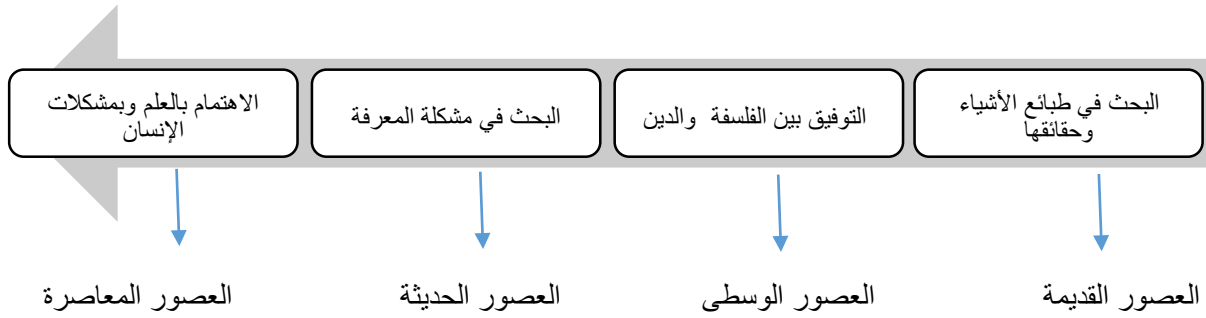 البحث في طبائع الأشياء
وحقائقها
التوفيق بين الفلسفة والدين
البحث في مشكلة المعرفة
الاهتمام بالعلم وبمشكلات
الإنسان
العصور القديمة
العصور الوسطى
العصور الحديثة
العصور المعاصرة